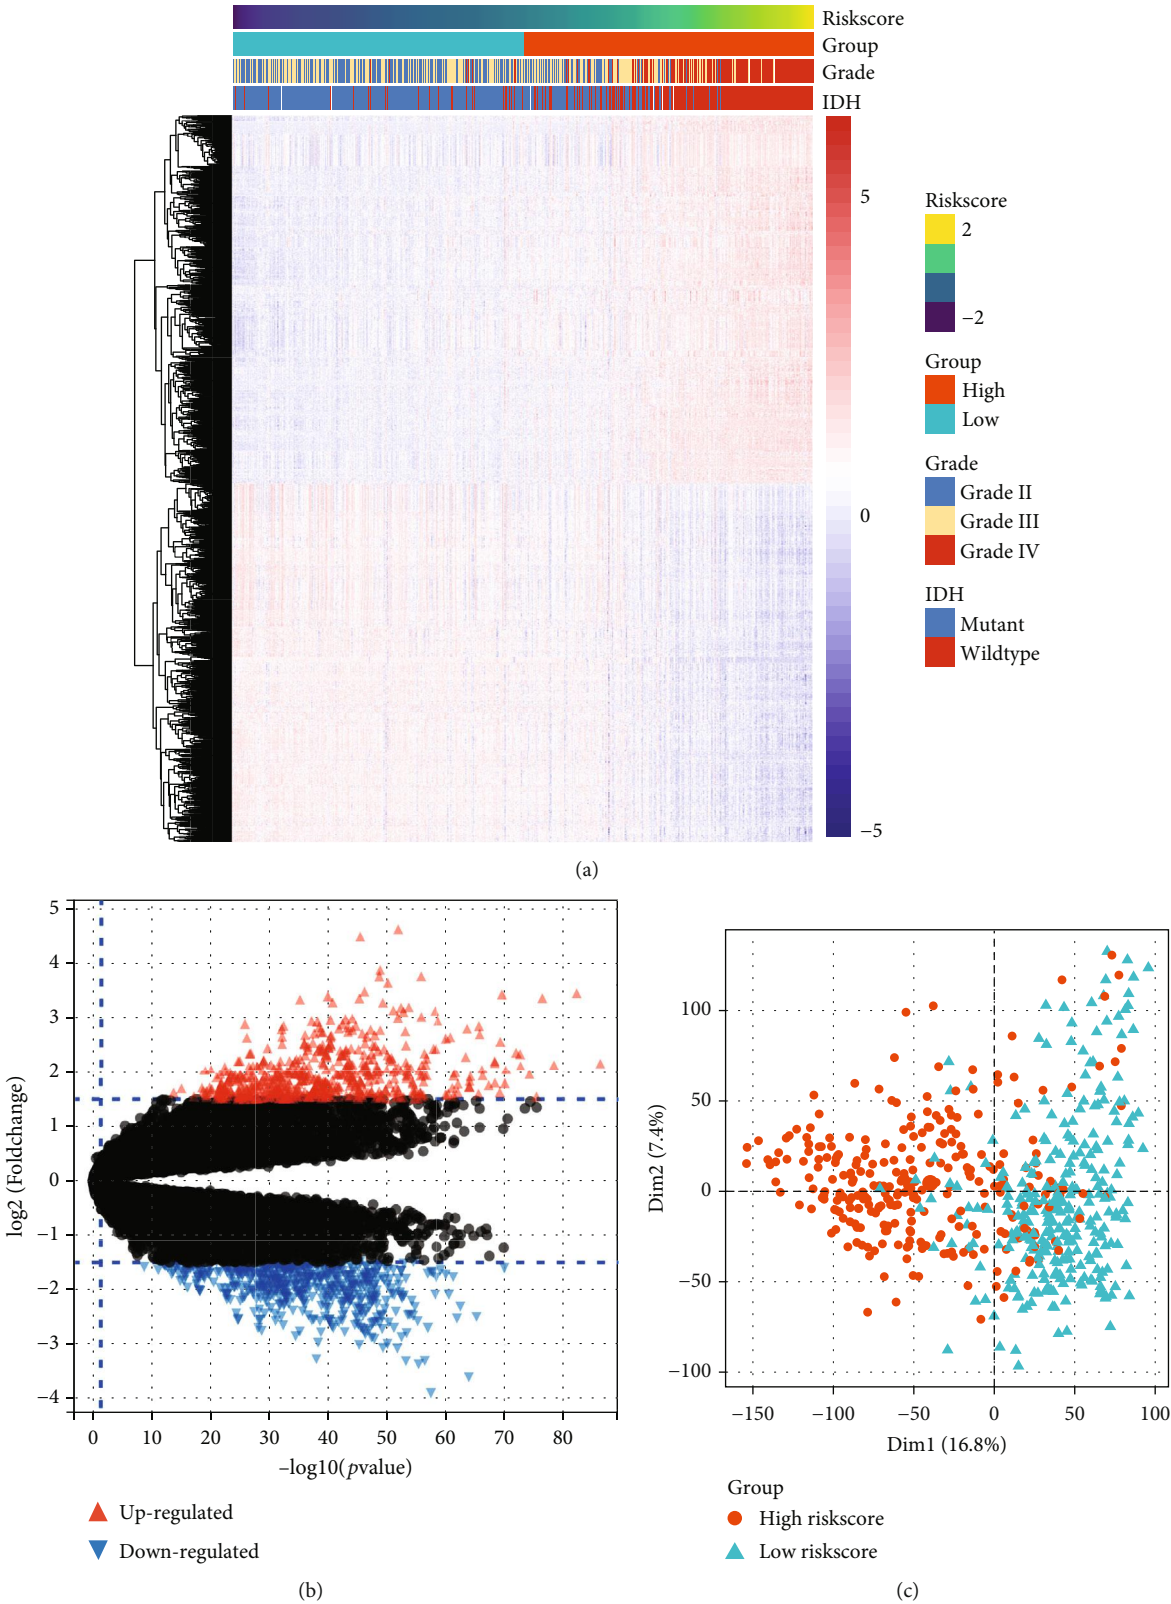 Riskscore
Group
Grade
IDH
5
0
−5
Riskscore
2
−2
Group
High
Low
Grade
Grade II
Grade III
Grade IV
IDH
Mutant
Wildtype
(a)
log2 (Foldchange)
5
4
3
2
1
0
−1
−2
−3
−4
0 10 20 30 40 50 60 70 80
−log10(pvalue)
Up-regulated
Down-regulated
(b)
Dim2 (7.4%)
100
50
0
−50
−100
−150 −100 −50 0 50 100
Dim1 (16.8%)
Group
High riskscore
Low riskscore
(c)